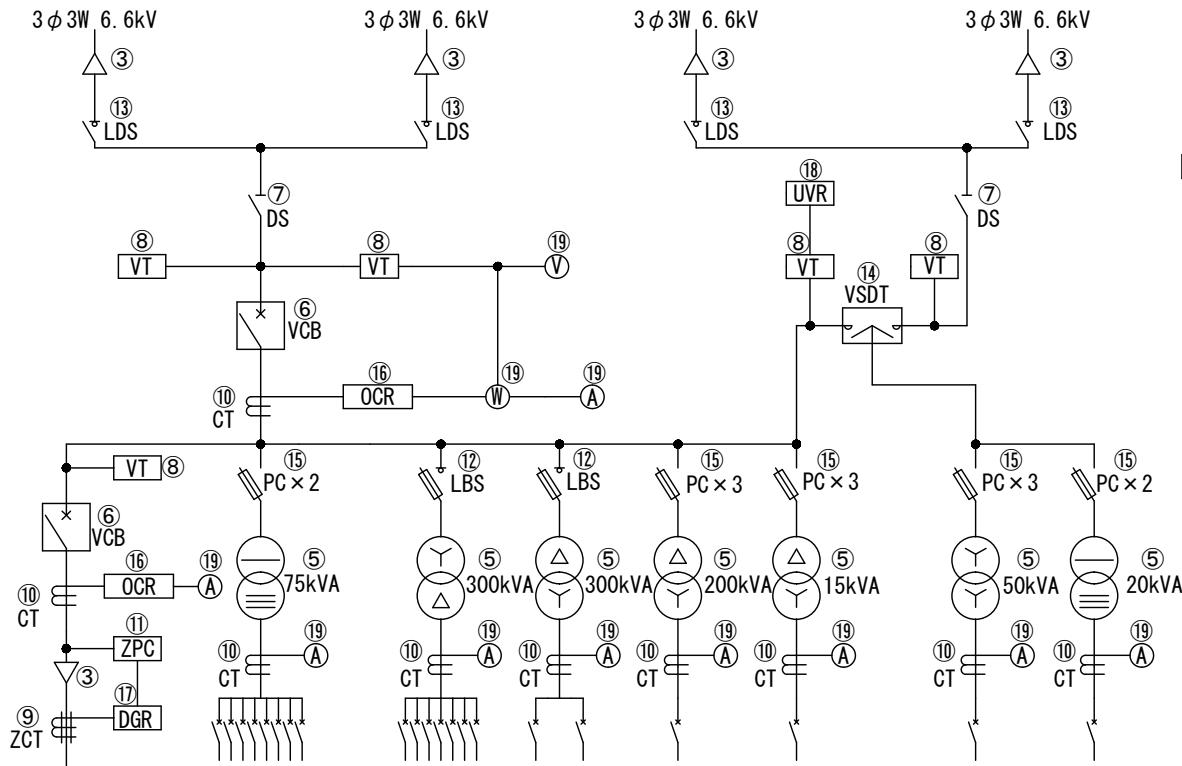 3φ3W 6.6kV 3φ3W 6.6kV 3φ3W 6.6kV 3φ3W 6.6kV
③ ③ ③ ③
⑬ ⑬ ⑬ ⑬
LDS LDS LDS LDS
⑱
UVR
⑦ ⑦
DS DS
⑧ ⑧ ⑲ ⑧ ⑧
VT VT V VT VT
⑭
VSDT
⑥
VCB
⑯ ⑲ ⑲
OCR W A
⑩
CT
VT ⑧
⑮ ⑫ ⑫ ⑮ ⑮ ⑮ ⑮
PC×2 LBS LBS PC×3 PC×3 PC×3 PC×2
⑥
VCB
⑯ ⑲
OCR A
⑩
CT
⑤ ⑤ ⑤ ⑤ ⑤ ⑤ ⑤
75kVA 300kVA 300kVA 200kVA 15kVA 50kVA 20kVA
⑪
ZPC
③
⑰
DGR
⑨
ZCT
⑲ ⑲ ⑲ ⑲ ⑲ ⑲ ⑲
⑩ A ⑩ A ⑩ A ⑩ A ⑩ A ⑩ A ⑩ A
CT CT CT CT CT CT CT